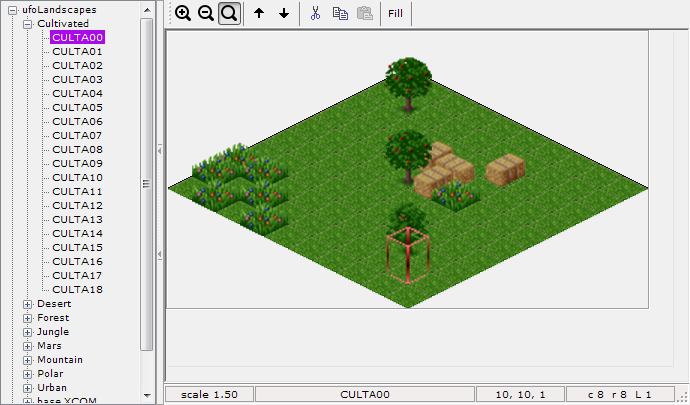 ufoLandscapes
Cultivated
CULTA00
CULTA01
CULTA02
CULTA03
CULTA04
CULTA05
CULTA06
CULTA07
CULTA08
CULTA09
CULTA10
CULTA11
CULTA12
CULTA13
CULTA14
CULTA15
CULTA16
CULTA17
CULTA18
Desert
Forest
Jungle
Mars
Mountain
Polar
Urban
base XCOM
Fill
scale 1.50
CULTA00
10, 10, 1
c 8 r 8 L 1